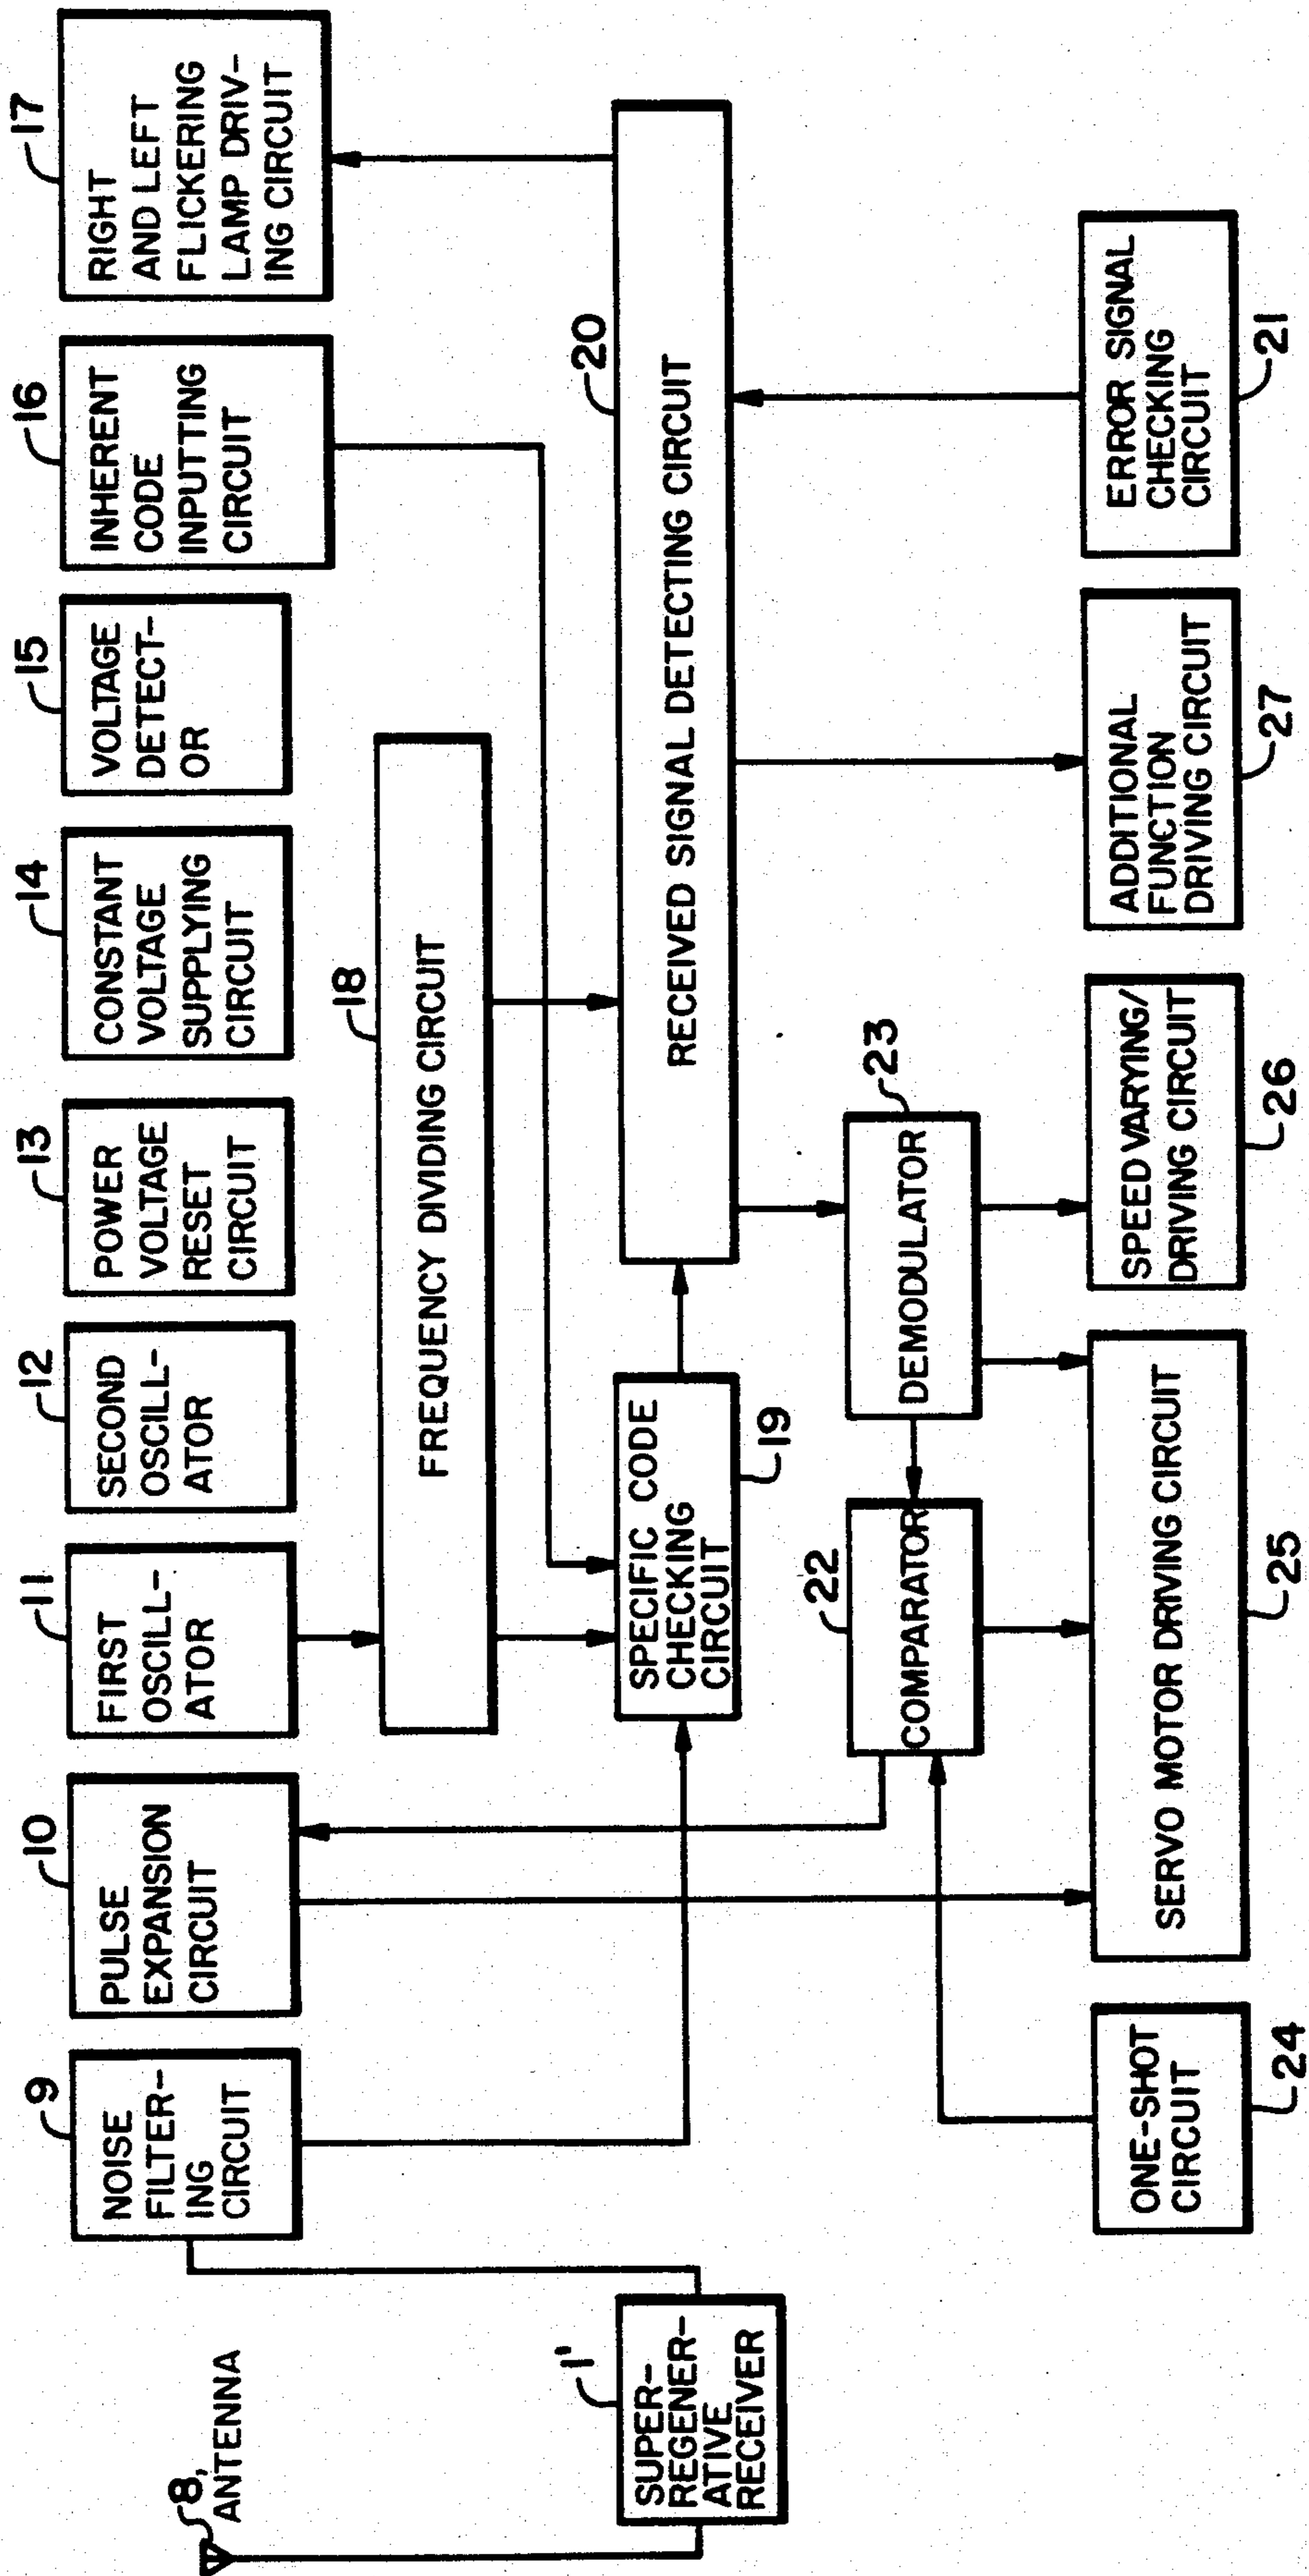 8,
ANTENNA
1'
SUPER-
REGENER-
ATIVE
RECEIVER
9
NOISE
FILTER-
ING
CIRCUIT
10
PULSE
EXPANSION
CIRCUIT
11
FIRST
OSCILL-
ATOR
12
SECOND
OSCILL-
ATOR
13
POWER
VOLTAGE
RESET
CIRCUIT
14
CONSTANT
VOLTAGE
SUPPLYING
CIRCUIT
15
VOLTAGE
DETECT-
OR
16
INHERENT
CODE
INPUTTING
CIRCUIT
17
RIGHT
AND LEFT
FLICKERING
LAMP DRIV-
ING CIRCUIT
18
FREQUENCY DIVIDING CIRCUIT
SPECIFIC CODE
CHECKING
CIRCUIT
19
20
RECEIVED SIGNAL DETECTING CIRCUIT
22
COMPARATOR
DEMODULATOR
23
ONE-SHOT
CIRCUIT
24
SERVO MOTOR DRIVING CIRCUIT
25
SPEED VARYING/
DRIVING CIRCUIT
26
ADDITIONAL
FUNCTION
DRIVING CIRCUIT
27
ERROR SIGNAL
CHECKING
CIRCUIT
21